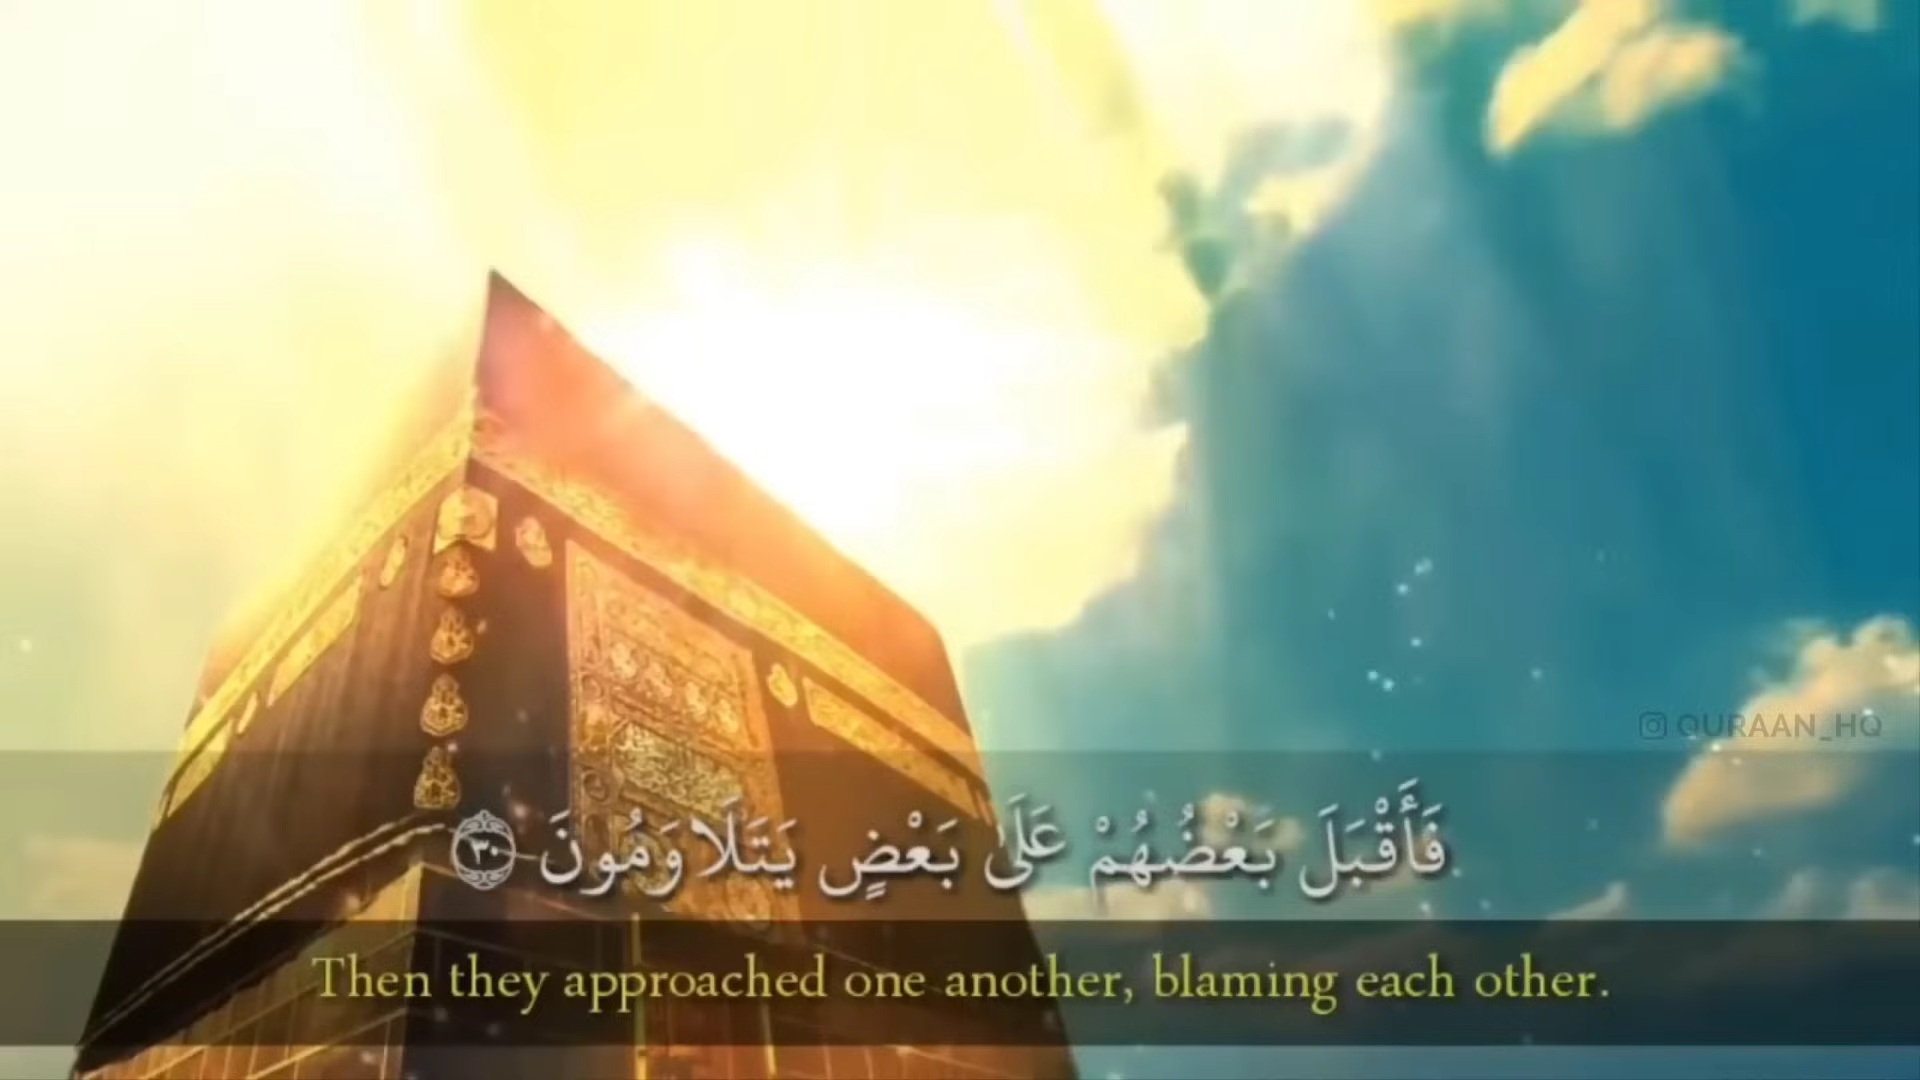 QURAAN_HQ
فَأَقْبَلَ بَعْضُهُمْ عَلَىٰ بَعْضٍ يَتَلَاوَمُونَ ٣٠
Then they approached one another, blaming each other.